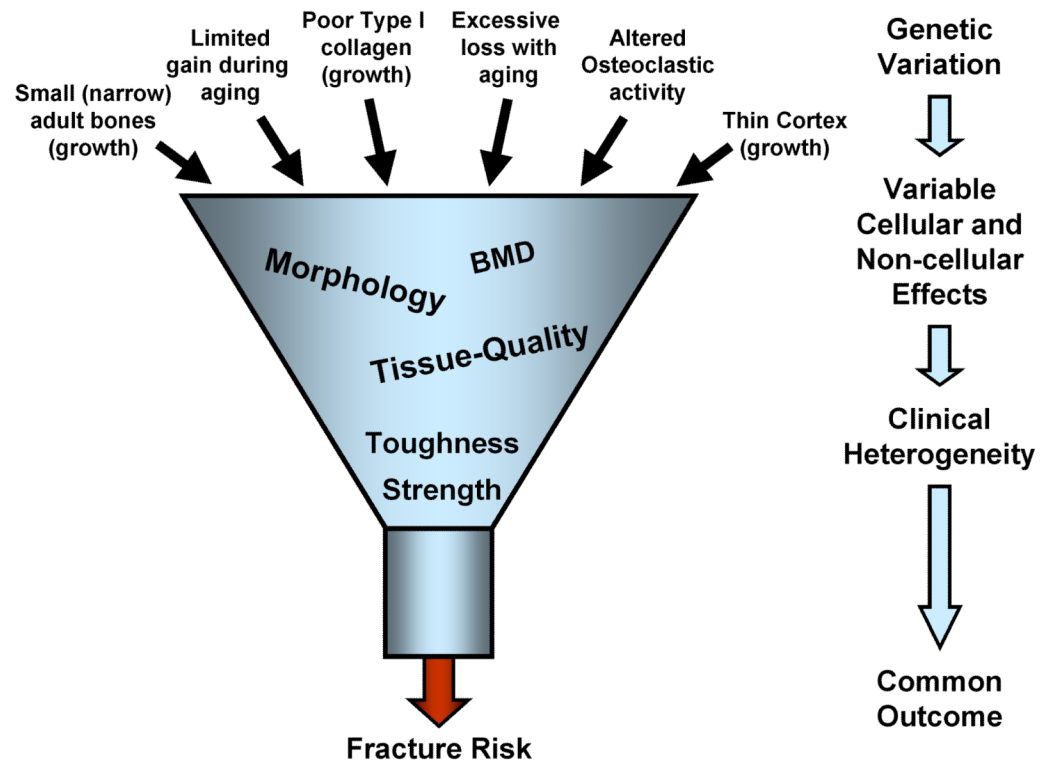 Small (narrow)
adult bones
(growth)
Limited
gain during
aging
Poor Type I
collagen
(growth)
Excessive
loss with
aging
Altered
Osteoclastic
activity
Thin Cortex
(growth)
Morphology
BMD
Tissue-Quality
Toughness
Strength
Fracture Risk
Genetic
Variation
Variable
Cellular and
Non-cellular
Effects
Clinical
Heterogeneity
Common
Outcome